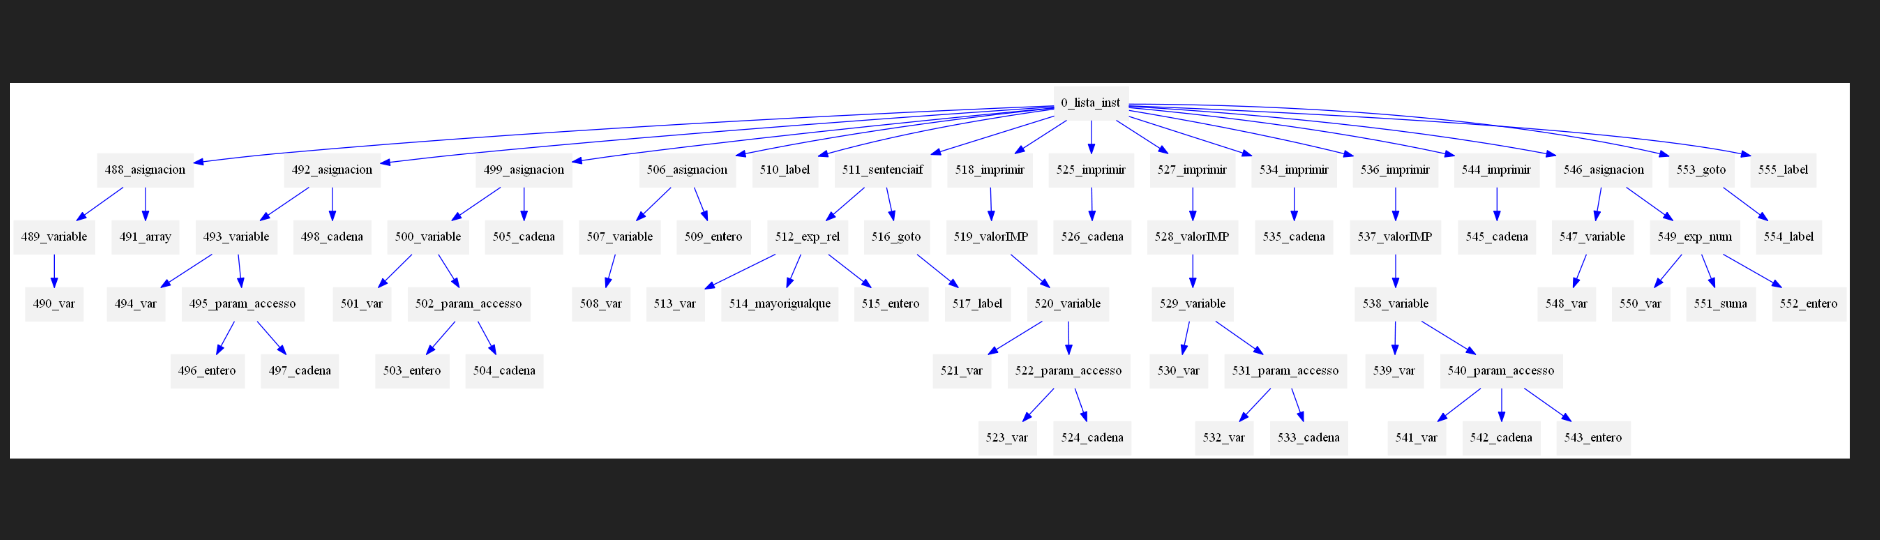 0_lista_inst
488_asignacion 492_asignacion 499_asignacion 506_asignacion 510_label 511_sentenciaif 518_imprimir 525_imprimir 527_imprimir 534_imprimir 536_imprimir 544_imprimir 546_asignacion 553_goto 555_label
489_variable 491_array 493_variable 498_cadena 500_variable 505_cadena 507_variable 509_entero 512_exp_rel 516_goto 519_valorIMP 526_cadena 528_valorIMP 535_cadena 537_valorIMP 545_cadena 547_variable 549_exp_num 554_label
490_var 494_var 495_param_accesso 501_var 502_param_accesso 508_var 513_var 514_mayorigualque 515_entero 517_label 520_variable 529_variable 538_variable 548_var 550_var 551_suma 552_entero
496_entero 497_cadena 503_entero 504_cadena 521_var 522_param_accesso 530_var 531_param_accesso 539_var 540_param_accesso
523_var 524_cadena 532_var 533_cadena 541_var 542_cadena 543_entero